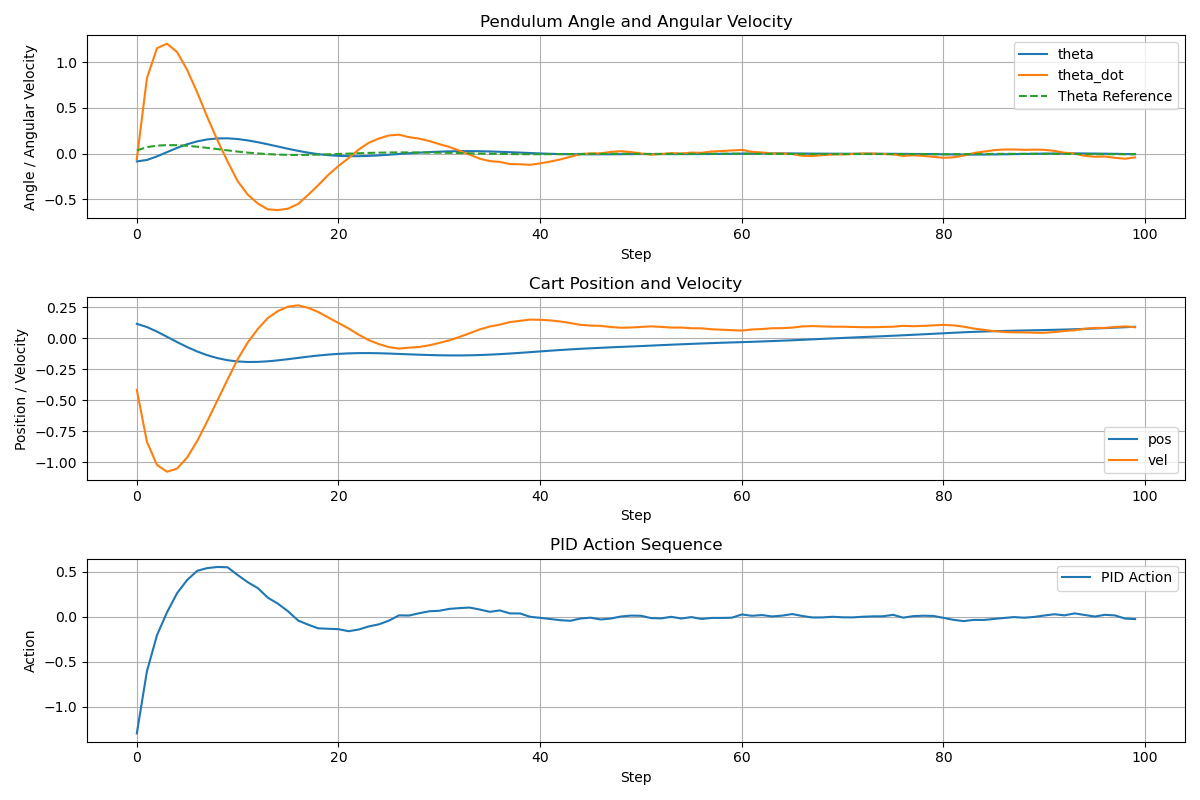 Pendulum Angle and Angular Velocity
Angle / Angular Velocity
1.0
0.5
0.0
−0.5
theta
theta_dot
Theta Reference
0 20 40 60 80 100
Step
Cart Position and Velocity
Position / Velocity
0.25
0.00
−0.25
−0.50
−0.75
−1.00
pos
vel
0 20 40 60 80 100
Step
PID Action Sequence
Action
0.5
0.0
−0.5
−1.0
PID Action
0 20 40 60 80 100
Step